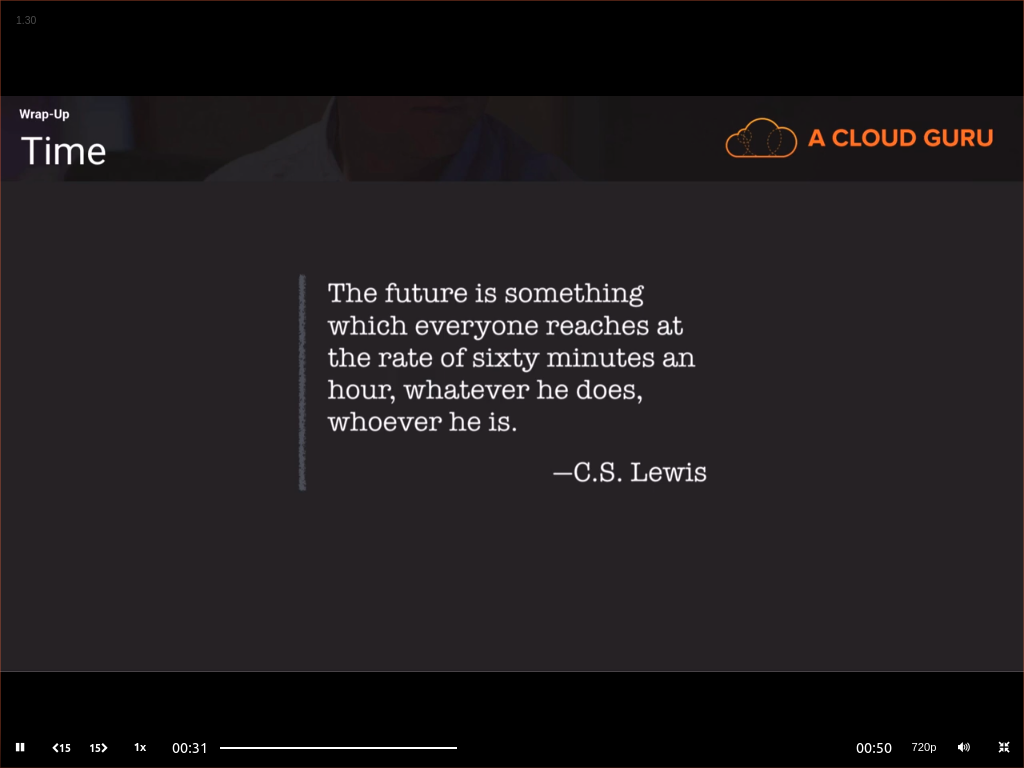 1.30
Wrap-Up
Time
A CLOUD GURU
The future is something
which everyone reaches at
the rate of sixty minutes an
hour, whatever he does,
whoever he is.
—C.S. Lewis
15 15 1x 00:31 00:50 720p